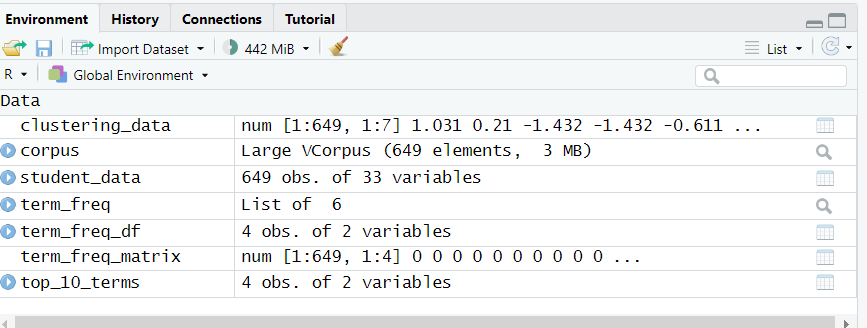 Environment History Connections Tutorial
Import Dataset 442 MiB List
R Global Environment
Data
clustering_data num [1:649, 1:7] 1.031 0.21 -1.432 -1.432 -0.611 ...
corpus Large VCorpus (649 elements, 3 MB)
student_data 649 obs. of 33 variables
term_freq List of 6
term_freq_df 4 obs. of 2 variables
term_freq_matrix num [1:649, 1:4] 0 0 0 0 0 0 0 0 0 0 ...
top_10_terms 4 obs. of 2 variables